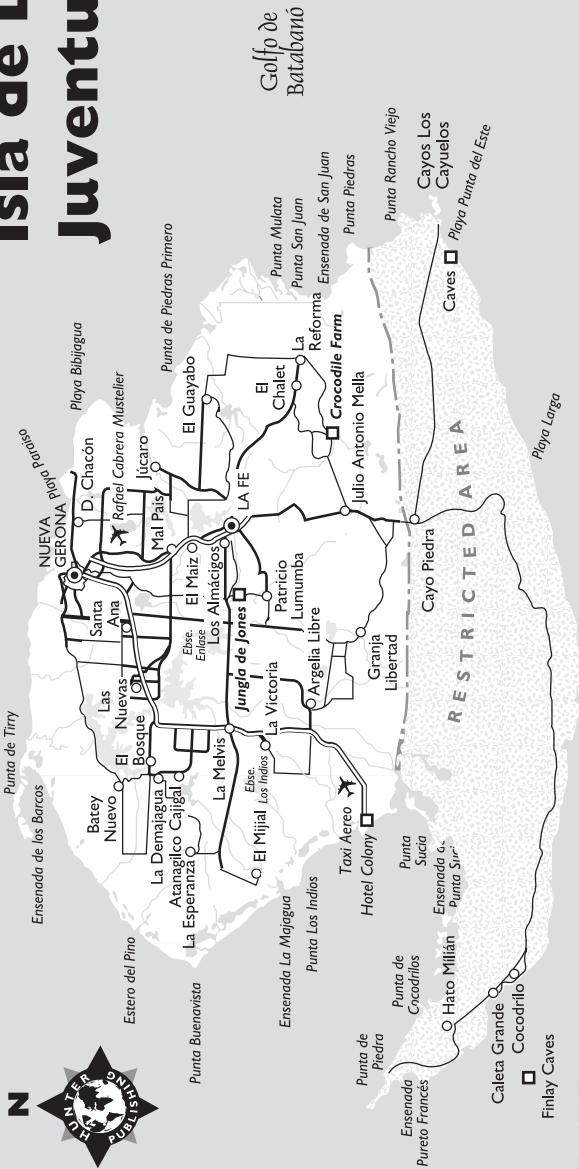 Isla de L
Juventu
Golfo de
Batabanó
N
HUNTER
PUBLISHING
Punta de Tirry
Ensenada de los Barcos
Estero del Pino
Punta Buenavista
Playa Paraiso
Playa Bibijagua
Punta de Piedras Primero
Punta Mulata
Punta San Juan
Ensenada de San Juan
Punta Piedras
Punta Rancho Viejo
Cayos Los
Cayuelos
Playa Punta del Este
Caves
Playa Larga
NUEVA
GERONA
D. Chacón
Rafael Cabrera Mustelier
Júcaro
Mal Pais
El Guayabo
LA FE
El
Chalet
La
Reforma
Crocodile Farm
Julio Antonio Mella
Santa
Ana
El Maiz
Los Almácigos
Ebse.
Enlase
Jungla de Jones
Patricio
Lumumba
Argelia Libre
Granja
Libertad
Cayo Piedra
RESTRICTED AREA
Las
Nuevas
El
Bosque
Batey
Nuevo
La Demajagua
Atanagilco Cajigal
La Esperanza
La Melvis
La Victoria
Ebse.
Los Indios
El Mijial
Taxi Aereo
Hotel Colony
Ensenada La Majagua
Punta Los Indios
Punta
Sucia
Ensenada
Punta
Punta de
Cocodrilos
Hato Milián
Punta de
Piedra
Ensenada
Pureto Francés
Caleta Grande
Cocodrílo
Finlay Caves